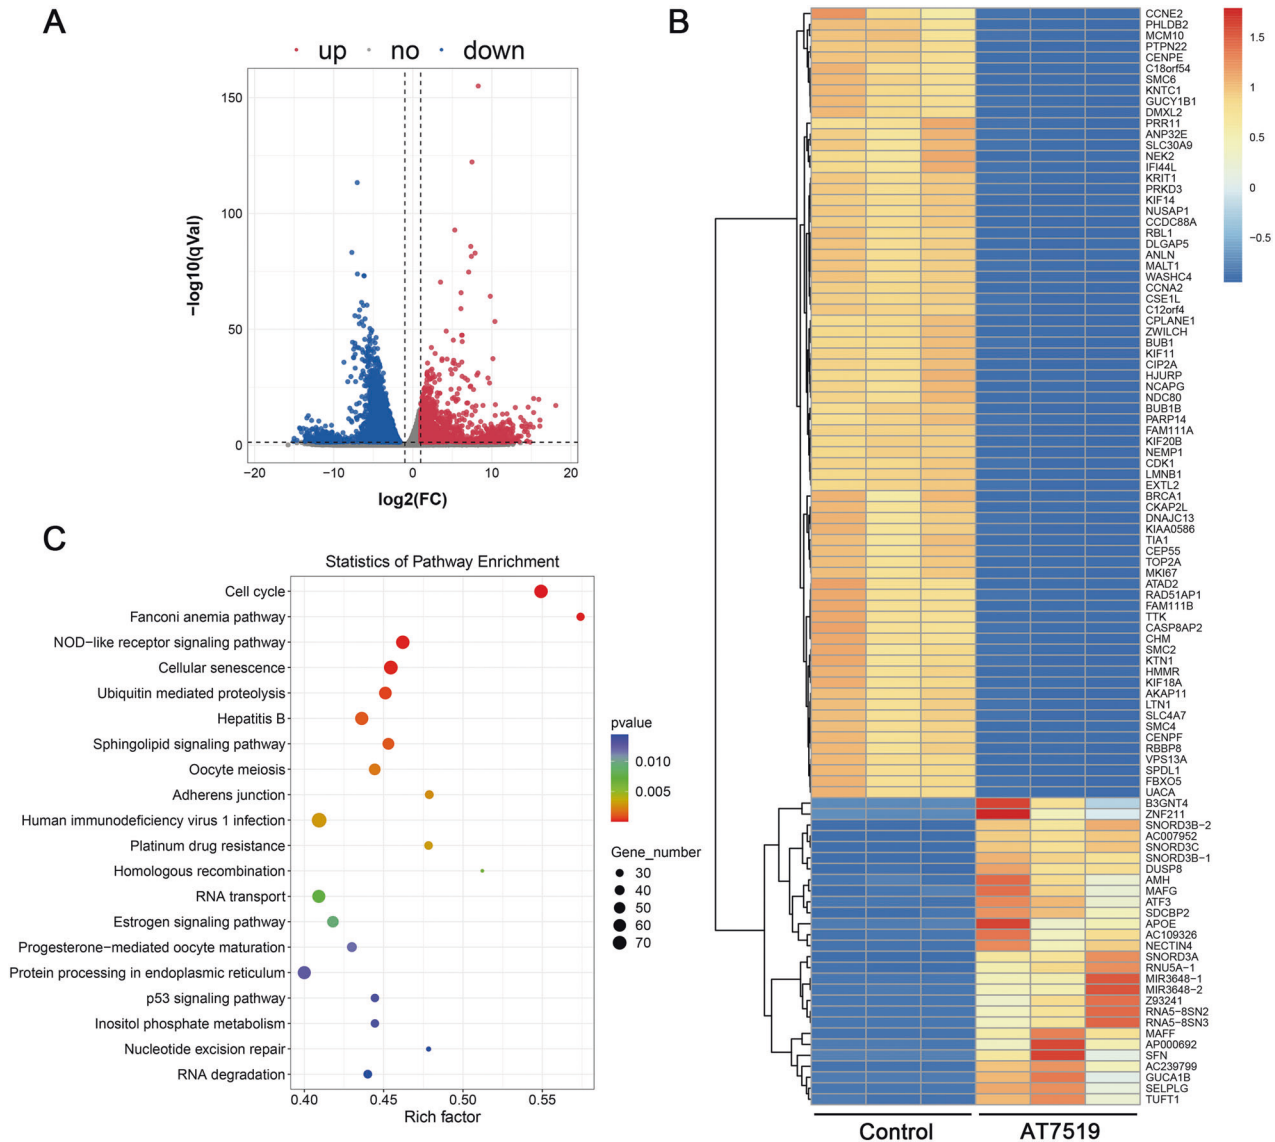 A
up no down
150
100
50
0
−20 −10 0 10 20
−log10(qVal)
log2(FC)
B
CCNE2
PHLDB2
MCM10
PTPN22
CENPE
C18orf54
SMC6
KNTC1
GUCY1B1
DMXL2
PRR11
ANP32E
SLC30A9
NEK2
IFI44L
KRIT1
PRKD3
KIF14
NUSAP1
CCDC88A
RBL1
DLGAP5
ANLN
MALT1
WASHC4
CCNA2
CSE1L
C12orf4
CPLANE1
ZWILCH
BUB1
KIF11
CIP2A
HJURP
NCAPG
NDC80
BUB1B
PARP14
FAM111A
KIF20B
NEMP1
CDK1
LMNB1
EXTL2
BRCA1
CKAP2L
DNAJC13
KIAA0586
TIA1
CEP55
TOP2A
MKI67
ATAD2
RAD51AP1
FAM111B
TTK
CASP8AP2
CHM
SMC2
KTN1
HMMR
KIF18A
AKAP11
LTN1
SLC4A7
SMC4
CENPF
RBBP8
VPS13A
SPDL1
FBXO5
UACA
B3GNT4
ZNF211
SNORD3B−2
AC007952
SNORD3C
SNORD3B−1
DUSP8
AMH
MAFG
ATF3
SDCBP2
APOE
AC109326
NECTIN4
SNORD3A
RNU5A−1
MIR3648−1
MIR3648−2
Z93241
RNA5−8SN2
RNA5−8SN3
MAFF
AP000692
SFN
AC239799
GUCA1B
SELPLG
TUFT1
1.5
1
0.5
0
−0.5
Control AT7519
C
Statistics of Pathway Enrichment
Cell cycle
Fanconi anemia pathway
NOD−like receptor signaling pathway
Cellular senescence
Ubiquitin mediated proteolysis
Hepatitis B
Sphingolipid signaling pathway
Oocyte meiosis
Adherens junction
Human immunodeficiency virus 1 infection
Platinum drug resistance
Homologous recombination
RNA transport
Estrogen signaling pathway
Progesterone−mediated oocyte maturation
Protein processing in endoplasmic reticulum
p53 signaling pathway
Inositol phosphate metabolism
Nucleotide excision repair
RNA degradation
0.40 0.45 0.50 0.55
Rich factor
pvalue
0.010
0.005
Gene_number
30
40
50
60
70